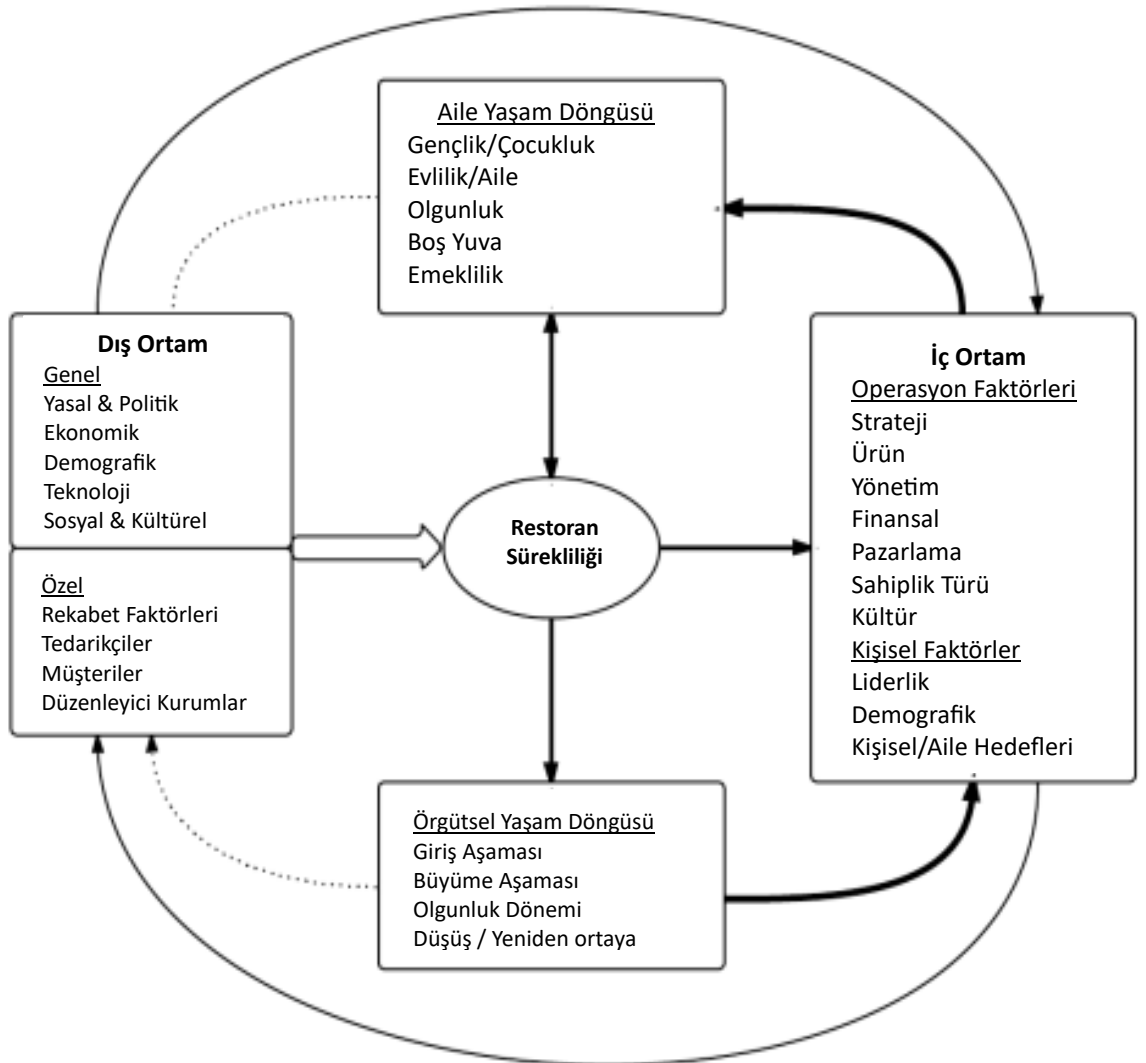 Aile Yaşam Döngüsü
Gençlik/Çocukluk
Evlilik/Aile
Olgunluk
Boş Yuva
Emeklilik
Dış Ortam
Genel
Yasal & Politik
Ekonomik
Demografik
Teknoloji
Sosyal & Kültürel
Özel
Rekabet Faktörleri
Tedarikçiler
Müşteriler
Düzenleyici Kurumlar
Restoran
Sürekliliği
İç Ortam
Operasyon Faktörleri
Strateji
Ürün
Yönetim
Finansal
Pazarlama
Sahiplik Türü
Kültür
Kişisel Faktörler
Liderlik
Demografik
Kişisel/Aile Hedefleri
Örgütsel Yaşam Döngüsü
Giriş Aşaması
Büyüme Aşaması
Olgunluk Dönemi
Düşüş / Yeniden ortaya